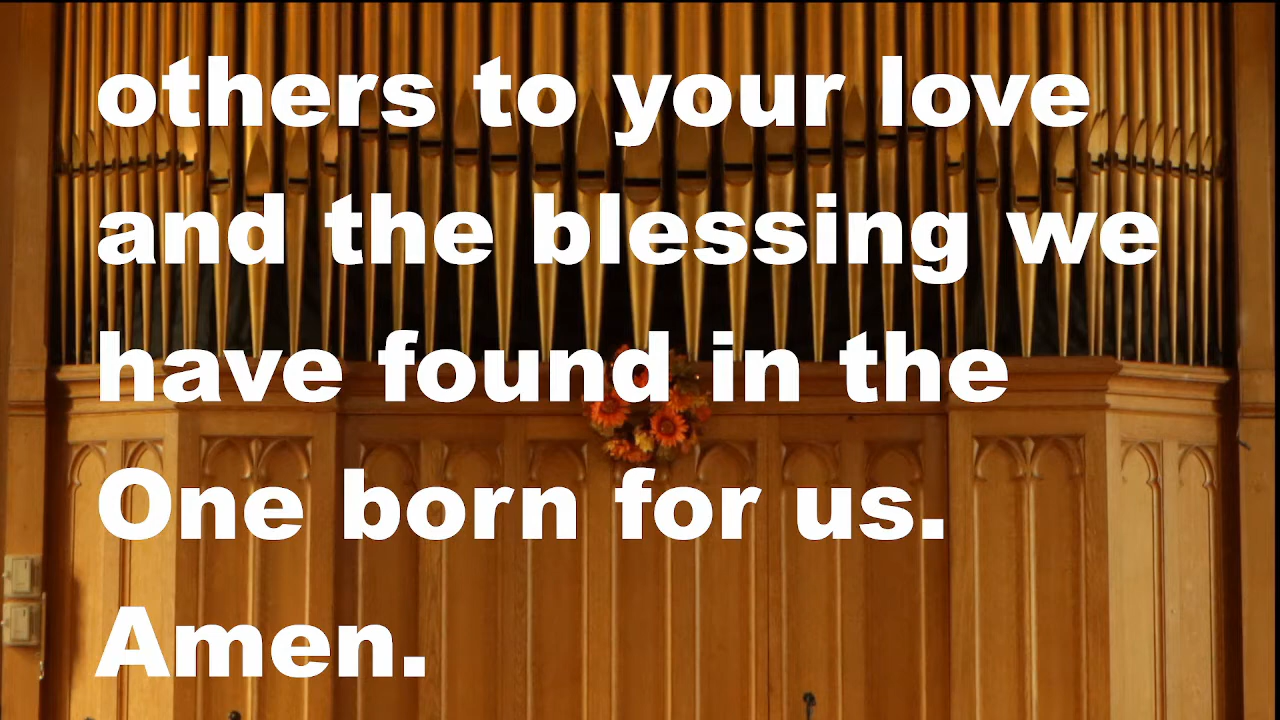 others to your love
and the blessing we
have found in the
One born for us.
Amen.